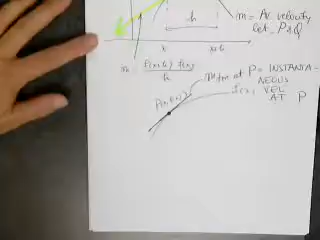 h
m = Av. velocity
bet. P & Q
x
x+h
m =
h
m tan at P = INSTANTA-
NEOUS
f(x)
VEL
AT P